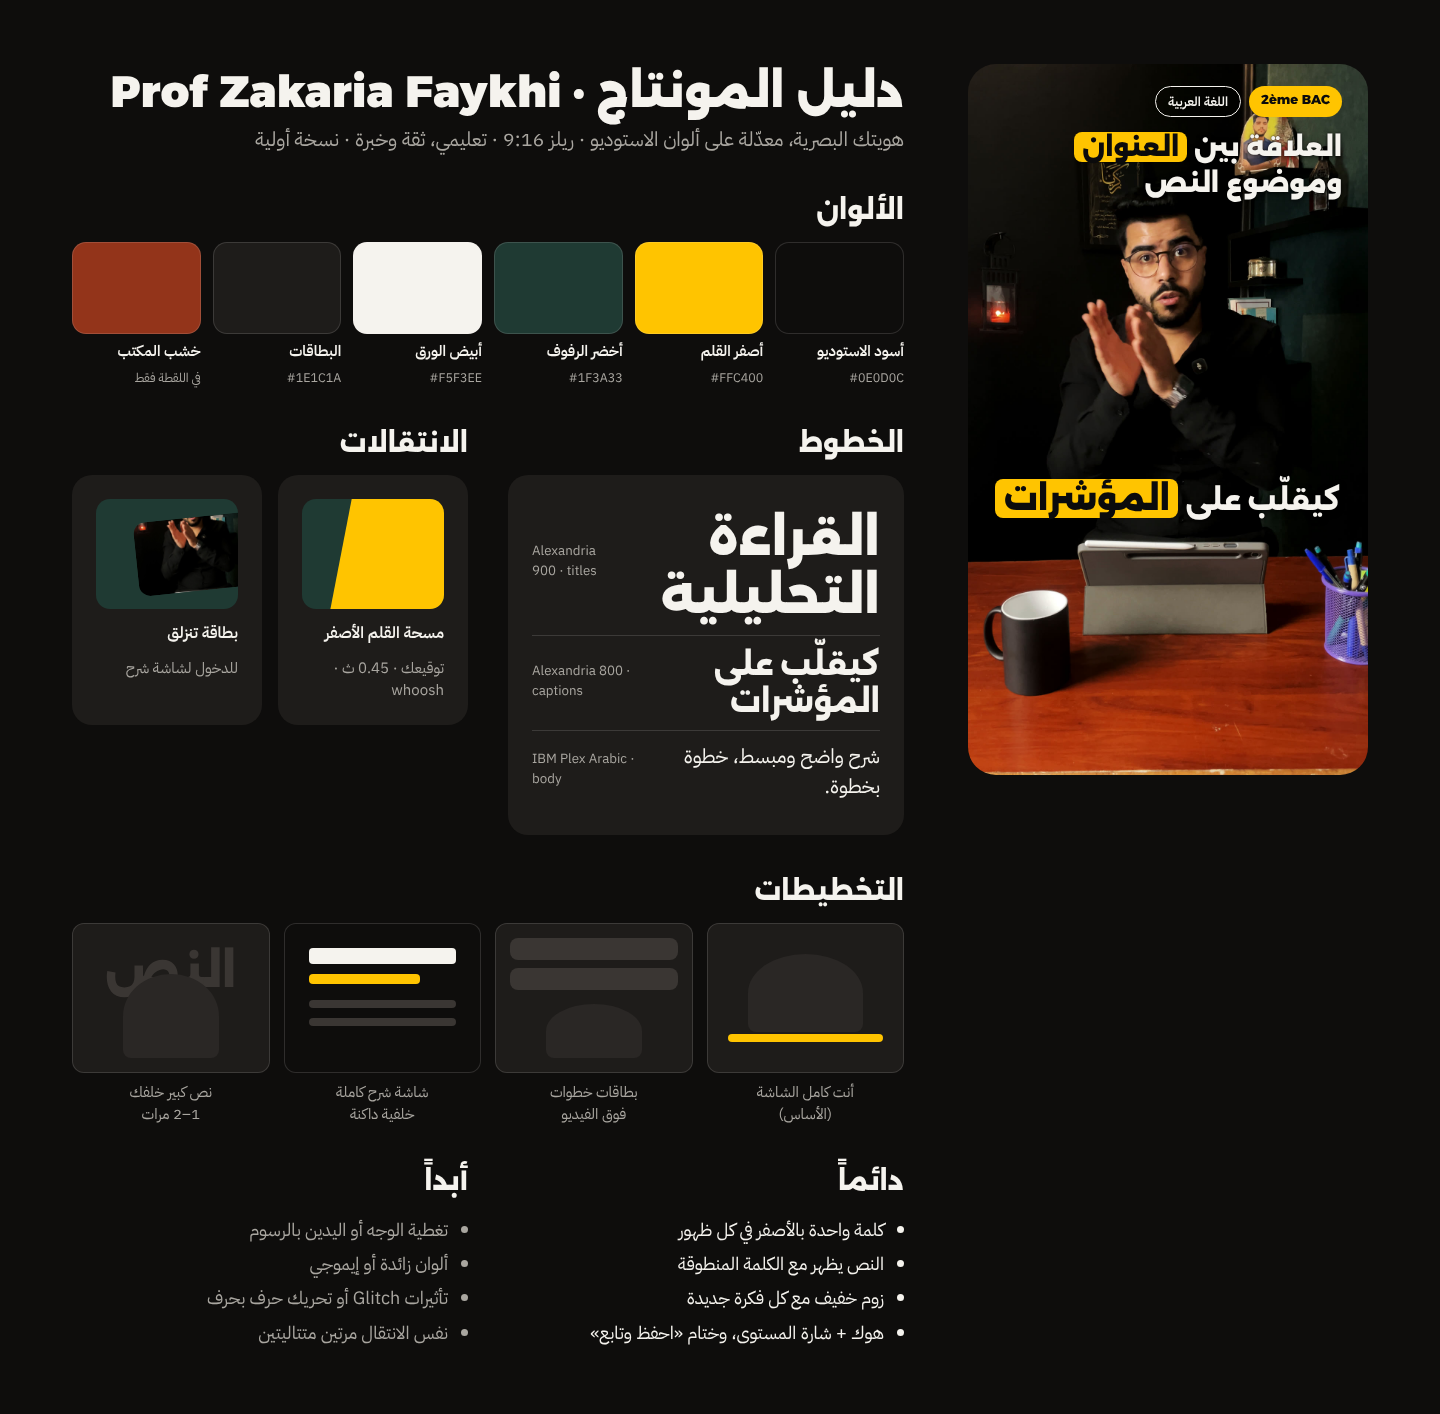 2ème BAC
اللغة العربية
العلاقة بين العنوان
وموضوع النص
كيقلّب على المؤشرات
دليل المونتاج · Prof Zakaria Faykhi
هويتك البصرية، معدّلة على ألوان الاستوديو · ريلز 9:16 · تعليمي، ثقة وخبرة · نسخة أولية
الألوان
أسود الاستوديو
#0E0D0C
أصفر القلم
#FFC400
أخضر الرفوف
#1F3A33
أبيض الورق
#F5F3EE
البطاقات
#1E1C1A
خشب المكتب
في اللقطة فقط
الخطوط
القراءة
التحليلية
Alexandria
900 · titles
كيقلّب على
المؤشرات
Alexandria 800 ·
captions
شرح واضح ومبسط، خطوة
بخطوة.
IBM Plex Arabic ·
body
الانتقالات
مسحة القلم الأصفر
توقيعك · 0.45 ث ·
whoosh
بطاقة تنزلق
للدخول لشاشة شرح
التخطيطات
أنت كامل الشاشة
(الأساس)
بطاقات خطوات
فوق الفيديو
شاشة شرح كاملة
خلفية داكنة
النص
نص كبير خلفك
1–2 مرات
دائماً
كلمة واحدة بالأصفر في كل ظهور
النص يظهر مع الكلمة المنطوقة
زوم خفيف مع كل فكرة جديدة
هوك + شارة المستوى، وختام «احفظ وتابع»
أبداً
تغطية الوجه أو اليدين بالرسوم
ألوان زائدة أو إيموجي
تأثيرات Glitch أو تحريك حرف بحرف
نفس الانتقال مرتين متتاليتين